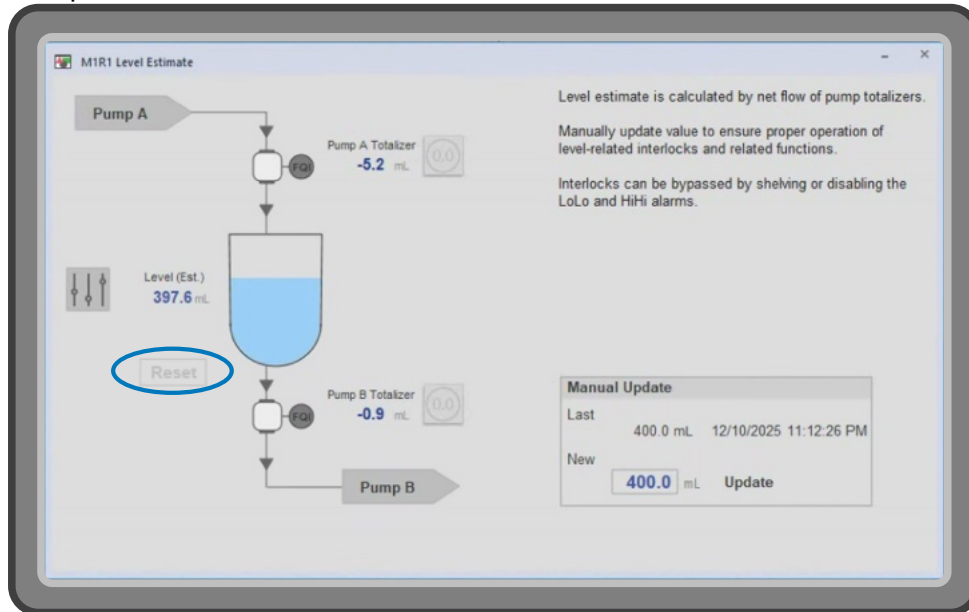 M1R1 Level Estimate
Pump A
Level estimate is calculated by net flow of pump totalizers.
Manually update value to ensure proper operation of
level-related interlocks and related functions.
Interlocks can be bypassed by shelving or disabling the
LoLo and HiHi alarms.
Pump A Totalizer
-5.2 mL
0.0
FQI
Level (Est.)
397.6 mL
Reset
Pump B Totalizer
-0.9 mL
0.0
FQI
Pump B
Manual Update
Last
400.0 mL 12/10/2025 11:12:26 PM
New
400.0 mL Update